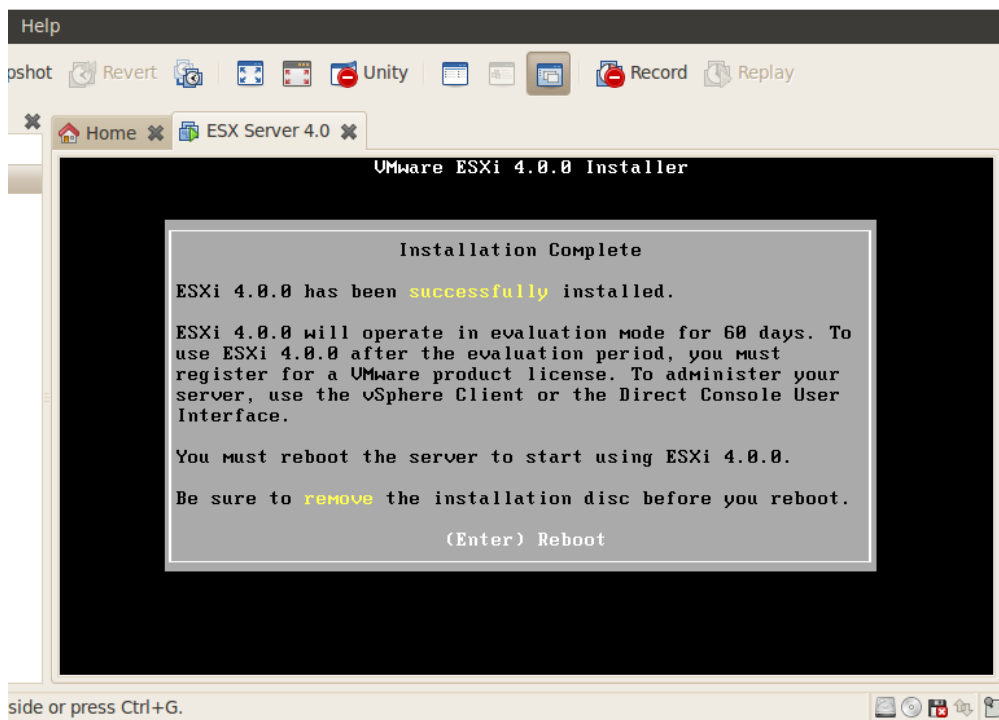 Help
pshot Revert Unity Record Replay
Home ESX Server 4.0
VMware ESXi 4.0.0 Installer
Installation Complete
ESXi 4.0.0 has been successfully installed.
ESXi 4.0.0 will operate in evaluation mode for 60 days. To
use ESXi 4.0.0 after the evaluation period, you must
register for a VMware product license. To administer your
server, use the vSphere Client or the Direct Console User
Interface.
You must reboot the server to start using ESXi 4.0.0.
Be sure to remove the installation disc before you reboot.
(Enter) Reboot
side or press Ctrl+G.